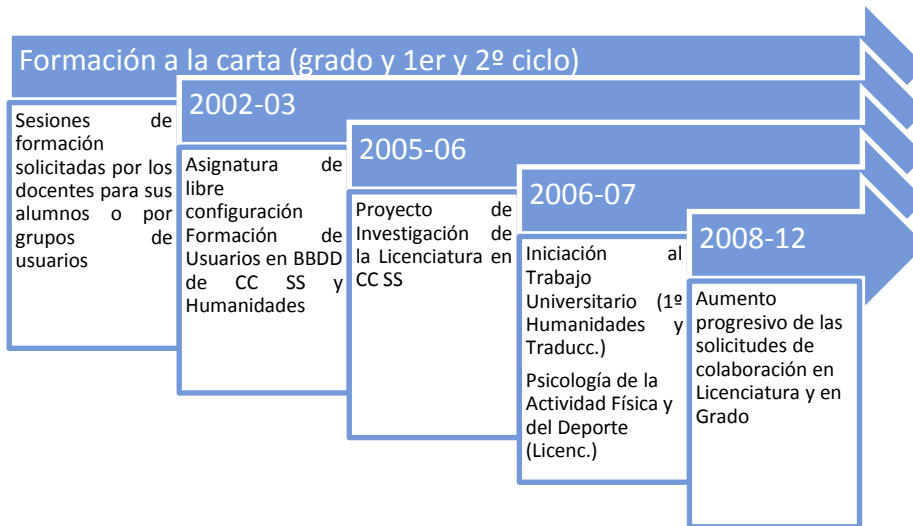 Formación a la carta (grado y 1er y 2º ciclo)
Sesiones de
formación
solicitadas por los
docentes para sus
alumnos o por
grupos de
usuarios
2002-03
Asignatura de
libre
configuración
Formación de
Usuarios en BBDD
de CC SS y
Humanidades
2005-06
Proyecto de
Investigación de
la Licenciatura en
CC SS
2006-07
Iniciación al
Trabajo
Universitario (1º
Humanidades y
Traducc.)
Psicología de la
Actividad Física y
del Deporte
(Licenc.)
2008-12
Aumento
progresivo de las
solicitudes de
colaboración en
Licenciatura y en
Grado